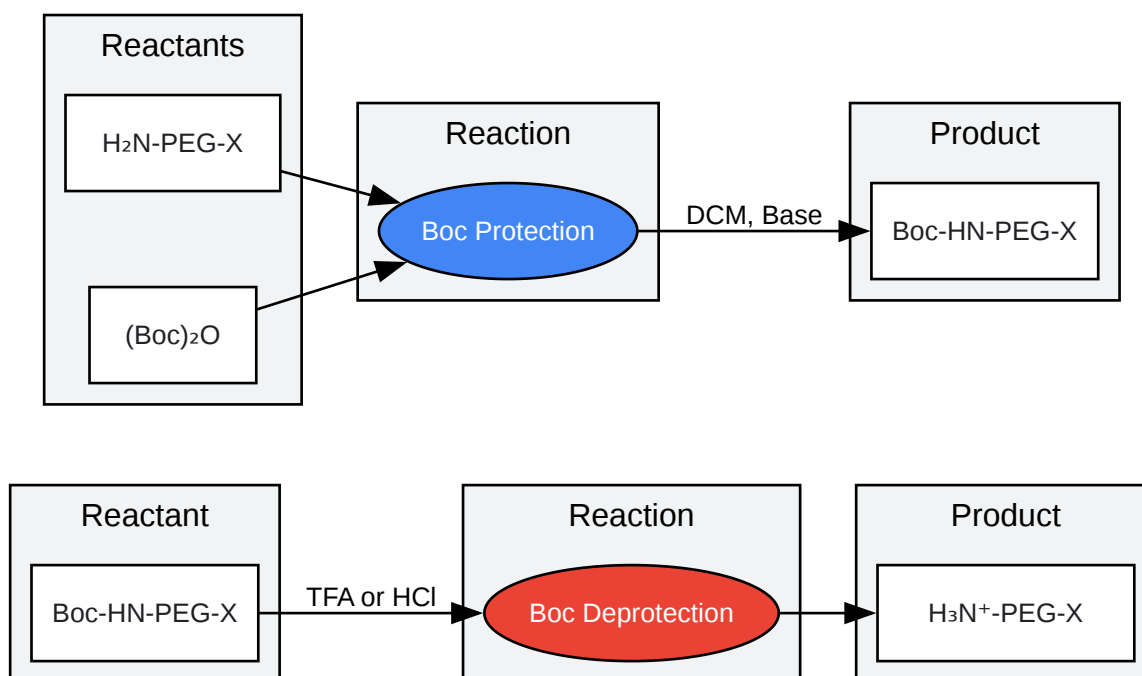 Reactants
H₂N-PEG-X
(Boc)₂O
Reaction
Boc Protection
DCM, Base
Product
Boc-HN-PEG-X
Reactant
Boc-HN-PEG-X
TFA or HCl
Reaction
Boc Deprotection
Product
H₃N⁺-PEG-X